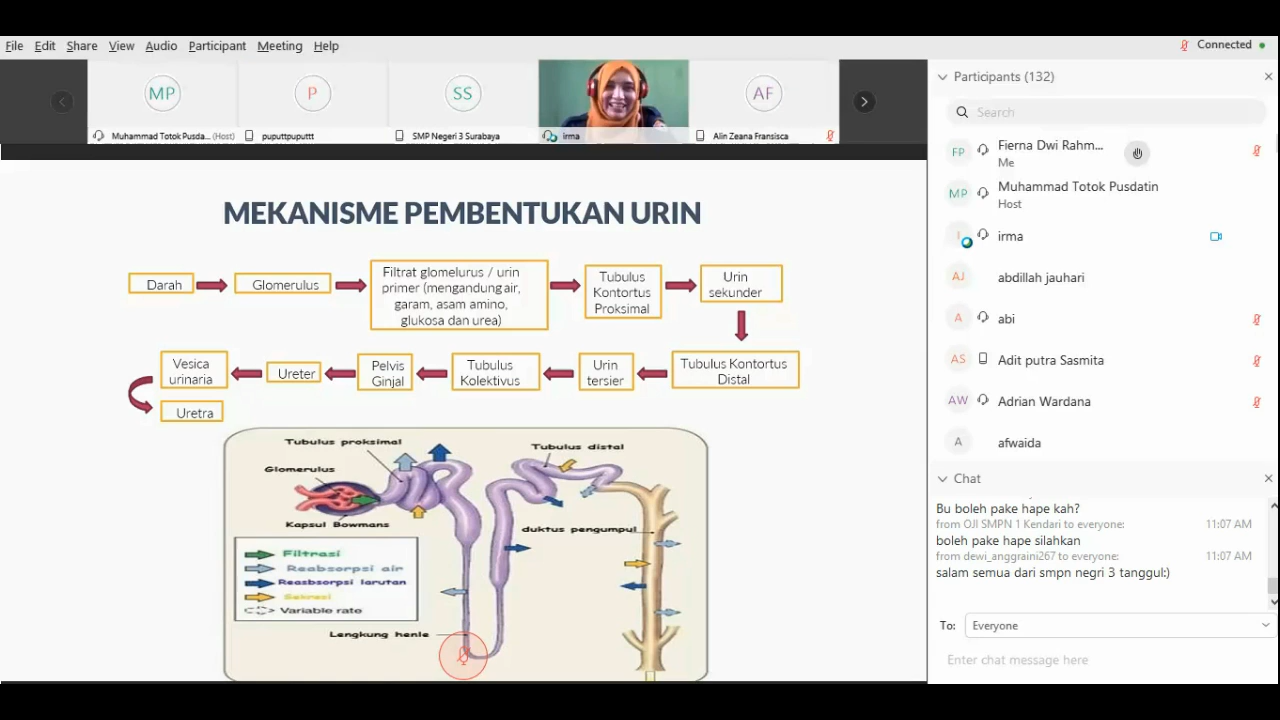 File Edit Share View Audio Participant Meeting Help
Connected
MP
P
SS
AF
Muhammad Totok Pusda... (Host)
puputtpuputtt
SMP Negeri 3 Surabaya
irma
Alin Zeana Fransisca
MEKANISME PEMBENTUKAN URIN
Darah
Glomerulus
Filtrat glomelurus / urin
primer (mengandung air,
garam, asam amino,
glukosa dan urea)
Tubulus
Kontortus
Proksimal
Urin
sekunder
Tubulus Kontortus
Distal
Urin
tersier
Tubulus
Kolektivus
Pelvis
Ginjal
Ureter
Vesica
urinaria
Uretra
Tubulus proksimal
Glomerulus
Kapsul Bowmans
Tubulus distal
duktus pengumpul
Filtrasi
Reabsorpsi air
Reasbsorpsi larutan
Sekresi
Variable rate
Lengkung henle
Participants (132)
Search
FP
Fierna Dwi Rahm...
Me
MP
Muhammad Totok Pusdatin
Host
I
irma
AJ
abdillah jauhari
A
abi
AS
Adit putra Sasmita
AW
Adrian Wardana
A
afwaida
Chat
Bu boleh pake hape kah?
from OJI SMPN 1 Kendari to everyone: 11:07 AM
boleh pake hape silahkan
from dewi_anggraini267 to everyone: 11:07 AM
salam semua dari smpn negri 3 tanggul:)
To: Everyone
Enter chat message here